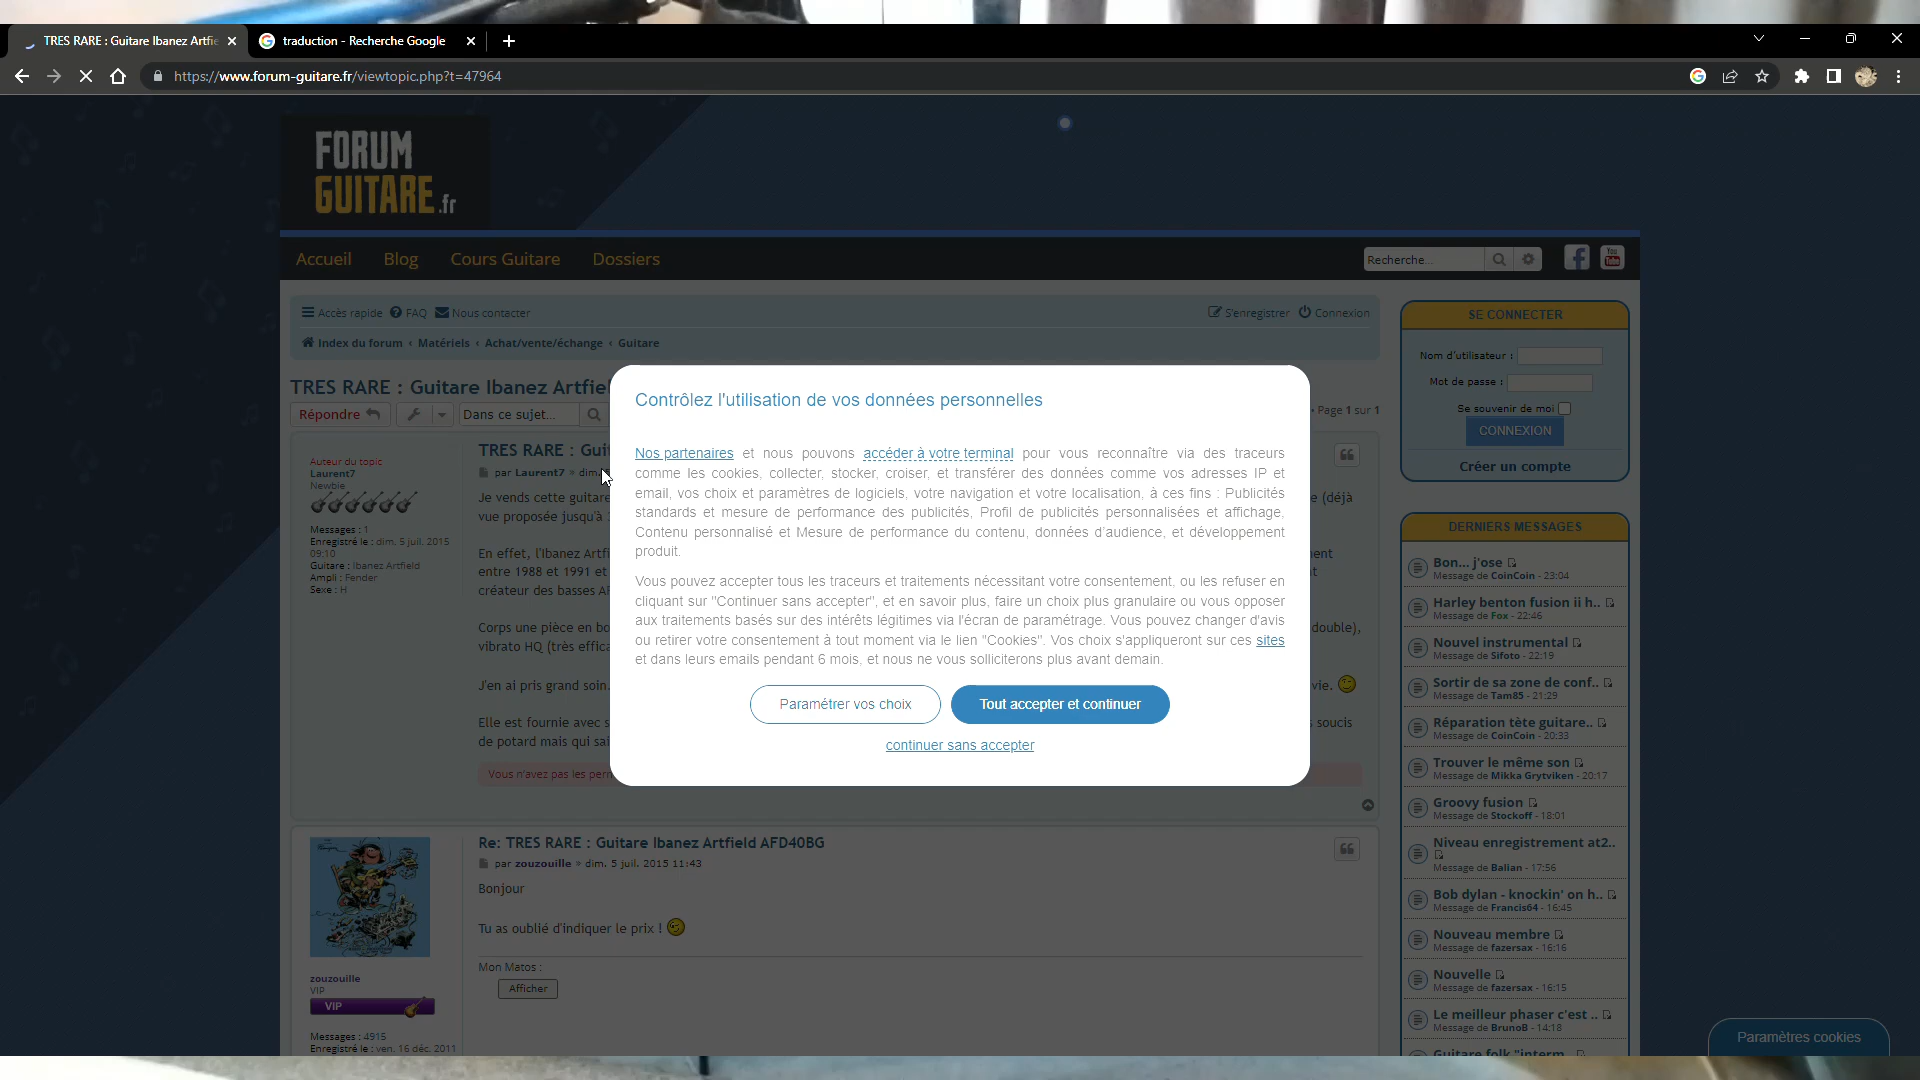 TRES RARE : Guitare Ibanez Artfie
traduction - Recherche Google
https://www.forum-guitare.fr/viewtopic.php?t=47964
FORUM
GUITARE.fr
Accueil
Blog
Cours Guitare
Dossiers
Recherche...
You
Tube
Accès rapide
FAQ
Nous contacter
S'enregistrer
Connexion
Index du forum ‹ Matériels ‹ Achat/vente/échange ‹ Guitare
TRES RARE : Guitare Ibanez Artfiel
Répondre
Dans ce sujet...
• Page 1 sur 1
Auteur du topic
Laurent7
Newbie
Messages : 1
Enregistré le : dim. 5 juil. 2015
09:10
Guitare : Ibanez Artfield
Ampli : Fender
Sexe : H
TRES RARE : Gui
par Laurent7 » dim.
Je vends cette guitare
e (déjà
vue proposée jusqu'à
En effet, l'Ibanez Artfi
ent
entre 1988 et 1991 et
t
créateur des basses AF
Corps une pièce en bo
double),
vibrato HQ (très effica
J'en ai pris grand soin.
vie.
Elle est fournie avec s
s soucis
de potard mais qui sai
Vous n'avez pas les perm
Contrôlez l'utilisation de vos données personnelles
Nos partenaires et nous pouvons accéder à votre terminal pour vous reconnaître via des traceurs
comme les cookies, collecter, stocker, croiser, et transférer des données comme vos adresses IP et
email, vos choix et paramètres de logiciels, votre navigation et votre localisation, à ces fins : Publicités
standards et mesure de performance des publicités, Profil de publicités personnalisées et affichage,
Contenu personnalisé et Mesure de performance du contenu, données d’audience, et développement
produit.
Vous pouvez accepter tous les traceurs et traitements nécessitant votre consentement, ou les refuser en
cliquant sur "Continuer sans accepter", et en savoir plus, faire un choix plus granulaire ou vous opposer
aux traitements basés sur des intérêts légitimes via l'écran de paramétrage. Vous pouvez changer d'avis
ou retirer votre consentement à tout moment via le lien "Cookies". Vos choix s'appliqueront sur ces sites
et dans leurs emails pendant 6 mois, et nous ne vous solliciterons plus avant demain.
Paramétrer vos choix
Tout accepter et continuer
continuer sans accepter
Re: TRES RARE : Guitare Ibanez Artfield AFD40BG
par zouzouille » dim. 5 juil. 2015 11:43
Bonjour
Tu as oublié d'indiquer le prix !
Mon Matos :
Afficher
zouzouille
VIP
VIP
Messages : 4915
Enregistré le : ven. 16 déc. 2011
SE CONNECTER
Nom d'utilisateur :
Mot de passe :
Se souvenir de moi
CONNEXION
Créer un compte
DERNIERS MESSAGES
Bon... j'ose
Message de CoinCoin - 23:04
Harley benton fusion ii h..
Message de Fox - 22:46
Nouvel instrumental
Message de Sifoto - 22:19
Sortir de sa zone de conf..
Message de Tam85 - 21:29
Réparation tète guitare..
Message de CoinCoin - 20:33
Trouver le même son
Message de Mikka Grytviken - 20:17
Groovy fusion
Message de Stockoff - 18:01
Niveau enregistrement at2..
Message de Balian - 17:56
Bob dylan - knockin' on h..
Message de Francis64 - 16:45
Nouveau membre
Message de fazersax - 16:16
Nouvelle
Message de fazersax - 16:15
Le meilleur phaser c'est ..
Message de BrunoB - 14:18
Guitare folk "interm..
Paramètres cookies